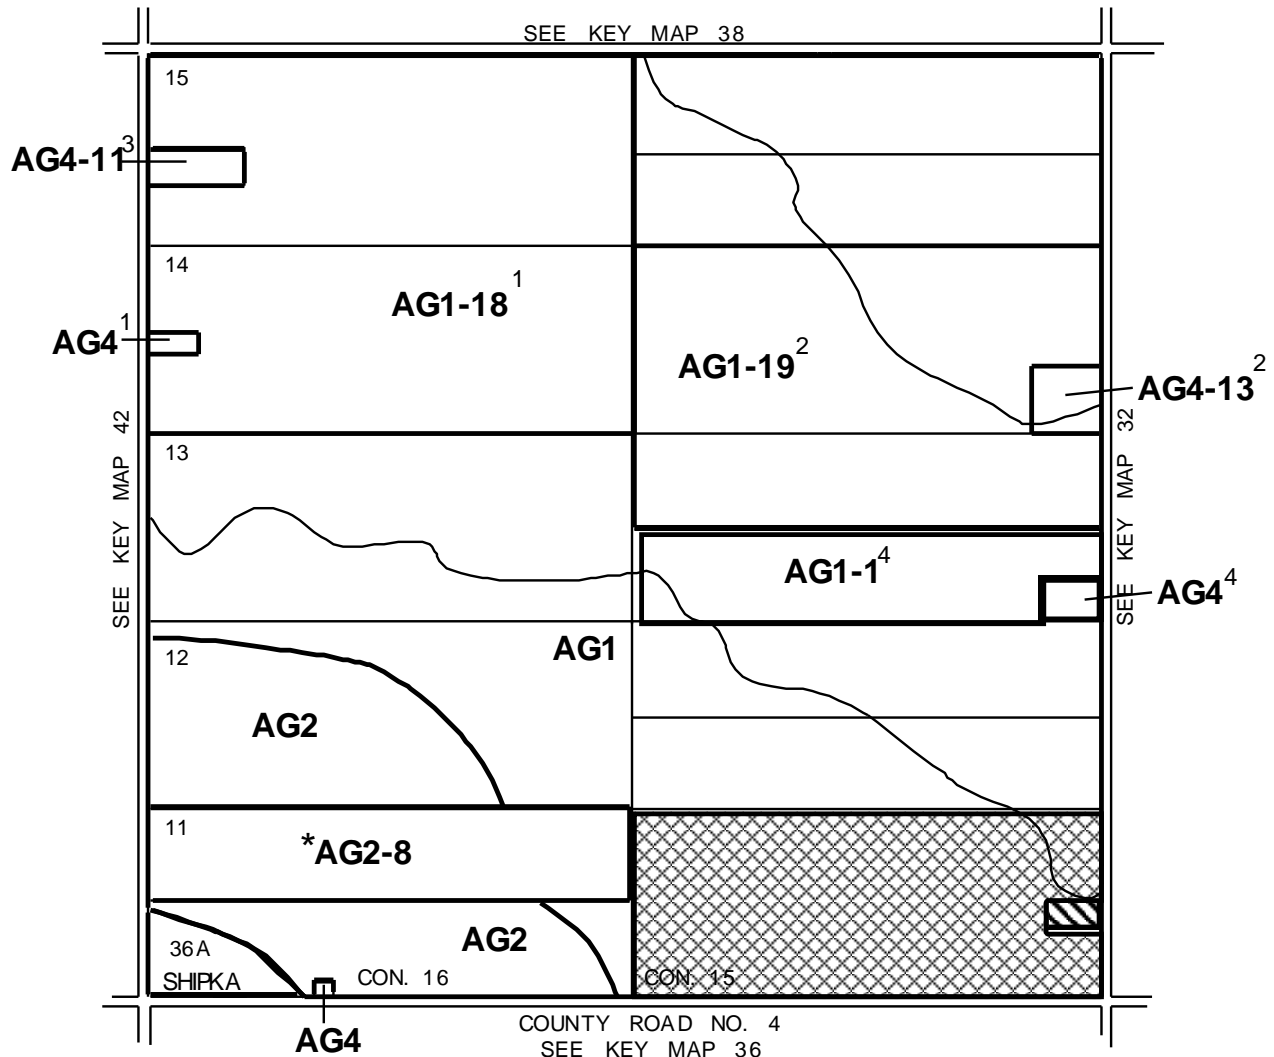 SEE KEY MAP 38
15
AG4-11³
14
AG1-18¹
AG4¹
AG1-19²
AG4-13²
SEE KEY MAP 42
SEE KEY MAP 32
13
AG1-1⁴
AG4⁴
AG1
12
AG2
11
*AG2-8
AG2
36A
SHIPKA
CON. 16
CON. 15
AG4
COUNTY ROAD NO. 4
SEE KEY MAP 36